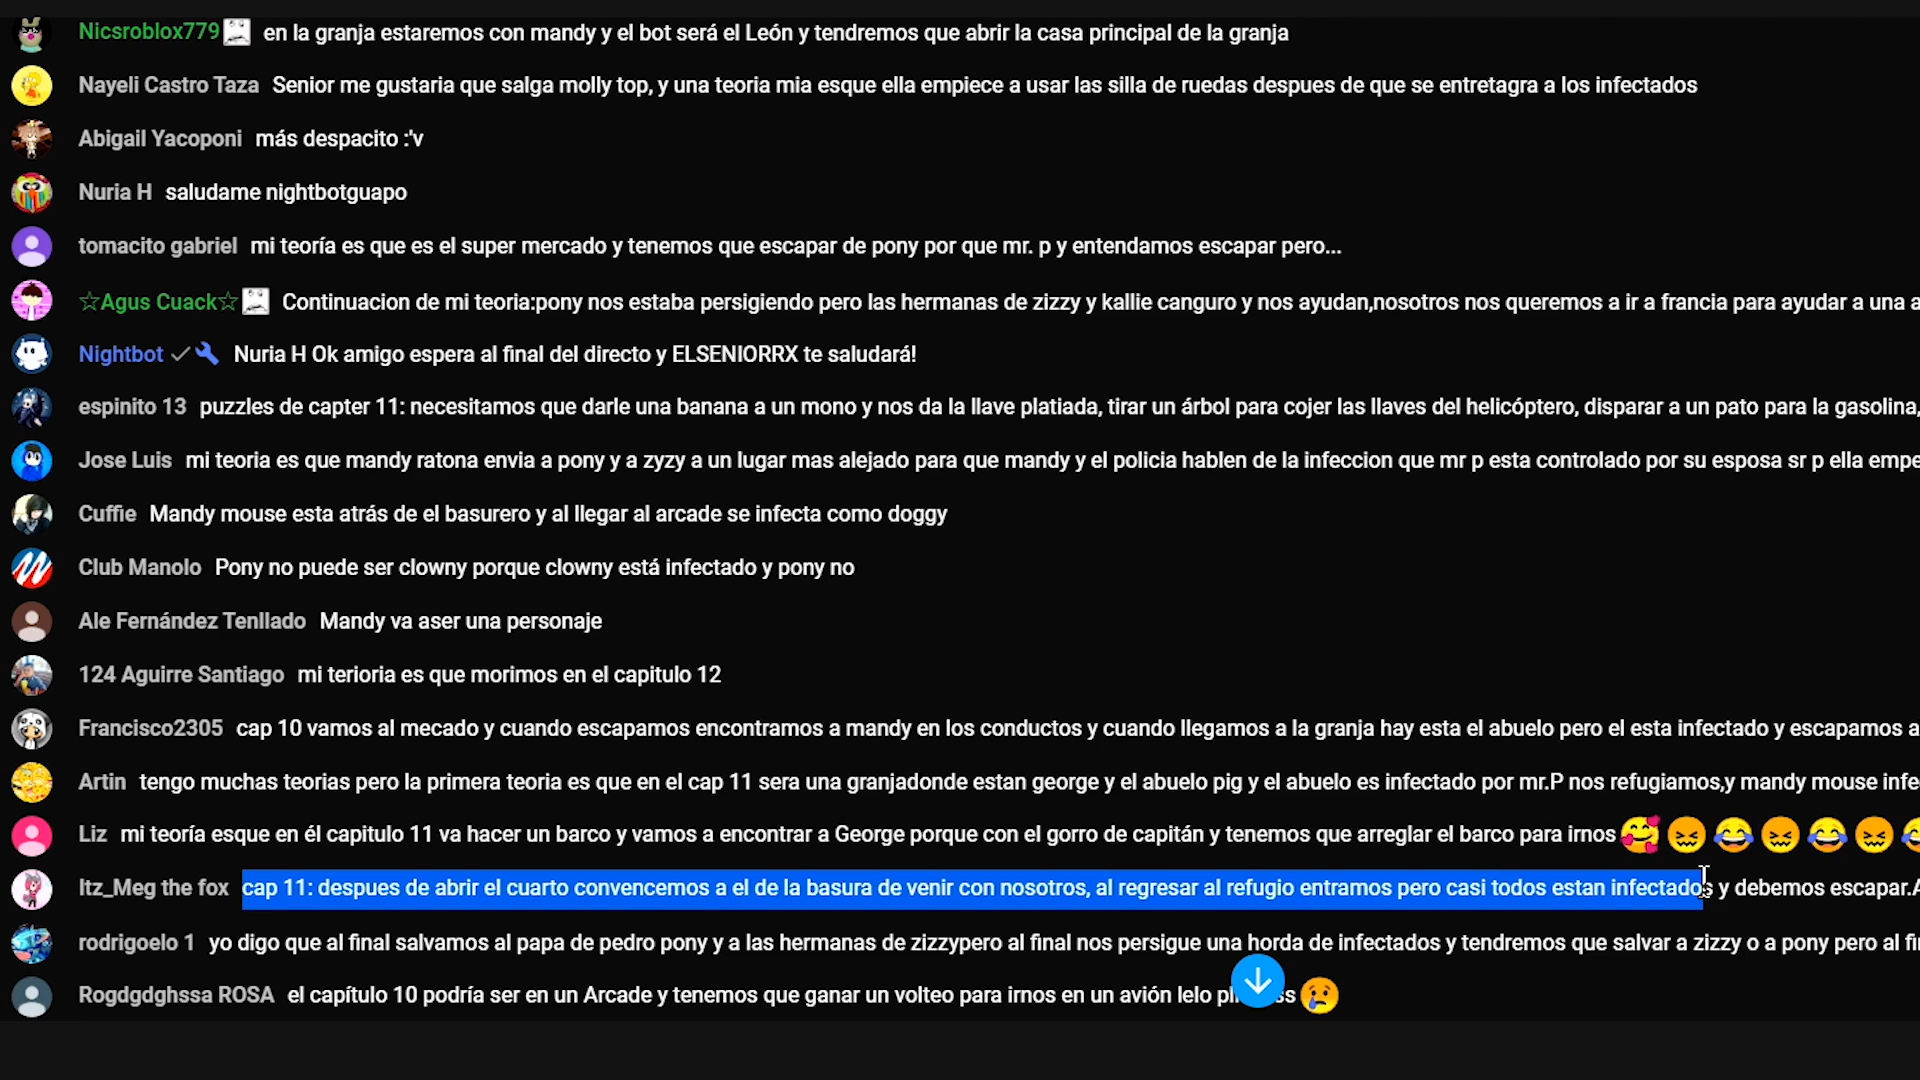 Nicsroblox779 en la granja estaremos con mandy y el bot será el León y tendremos que abrir la casa principal de la granja
Nayeli Castro Taza Senior me gustaria que salga molly top, y una teoria mia esque ella empiece a usar las silla de ruedas despues de que se entretagra a los infectados
Abigail Yacoponi más despacito :'v
Nuria H saludame nightbotguapo
tomacito gabriel mi teoría es que es el super mercado y tenemos que escapar de pony por que mr. p y entendamos escapar pero...
☆Agus Cuack☆ Continuacion de mi teoria:pony nos estaba persigiendo pero las hermanas de zizzy y kallie canguro y nos ayudan,nosotros nos queremos a ir a francia para ayudar a una a
Nightbot Nuria H Ok amigo espera al final del directo y ELSENIORRX te saludará!
espinito 13 puzzles de capter 11: necesitamos que darle una banana a un mono y nos da la llave platiada, tirar un árbol para cojer las llaves del helicóptero, disparar a un pato para la gasolina,
Jose Luis mi teoria es que mandy ratona envia a pony y a zyzy a un lugar mas alejado para que mandy y el policia hablen de la infeccion que mr p esta controlado por su esposa sr p ella empe
Cuffie Mandy mouse esta atrás de el basurero y al llegar al arcade se infecta como doggy
Club Manolo Pony no puede ser clowny porque clowny está infectado y pony no
Ale Fernández Tenllado Mandy va aser una personaje
124 Aguirre Santiago mi terioria es que morimos en el capitulo 12
Francisco2305 cap 10 vamos al mecado y cuando escapamos encontramos a mandy en los conductos y cuando llegamos a la granja hay esta el abuelo pero el esta infectado y escapamos a
Artin tengo muchas teorias pero la primera teoria es que en el cap 11 sera una granjadonde estan george y el abuelo pig y el abuelo es infectado por mr.P nos refugiamos,y mandy mouse infe
Liz mi teoría esque en él capitulo 11 va hacer un barco y vamos a encontrar a George porque con el gorro de capitán y tenemos que arreglar el barco para irnos 🥰😖😂😖😂😖😂
Itz_Meg the fox cap 11: despues de abrir el cuarto convencemos a el de la basura de venir con nosotros, al regresar al refugio entramos pero casi todos estan infectados y debemos escapar.A
rodrigoelo 1 yo digo que al final salvamos al papa de pedro pony y a las hermanas de zizzypero al final nos persigue una horda de infectados y tendremos que salvar a zizzy o a pony pero al fi
Rogdgdghssa ROSA el capítulo 10 podría ser en un Arcade y tenemos que ganar un volteo para irnos en un avión lelo 😢